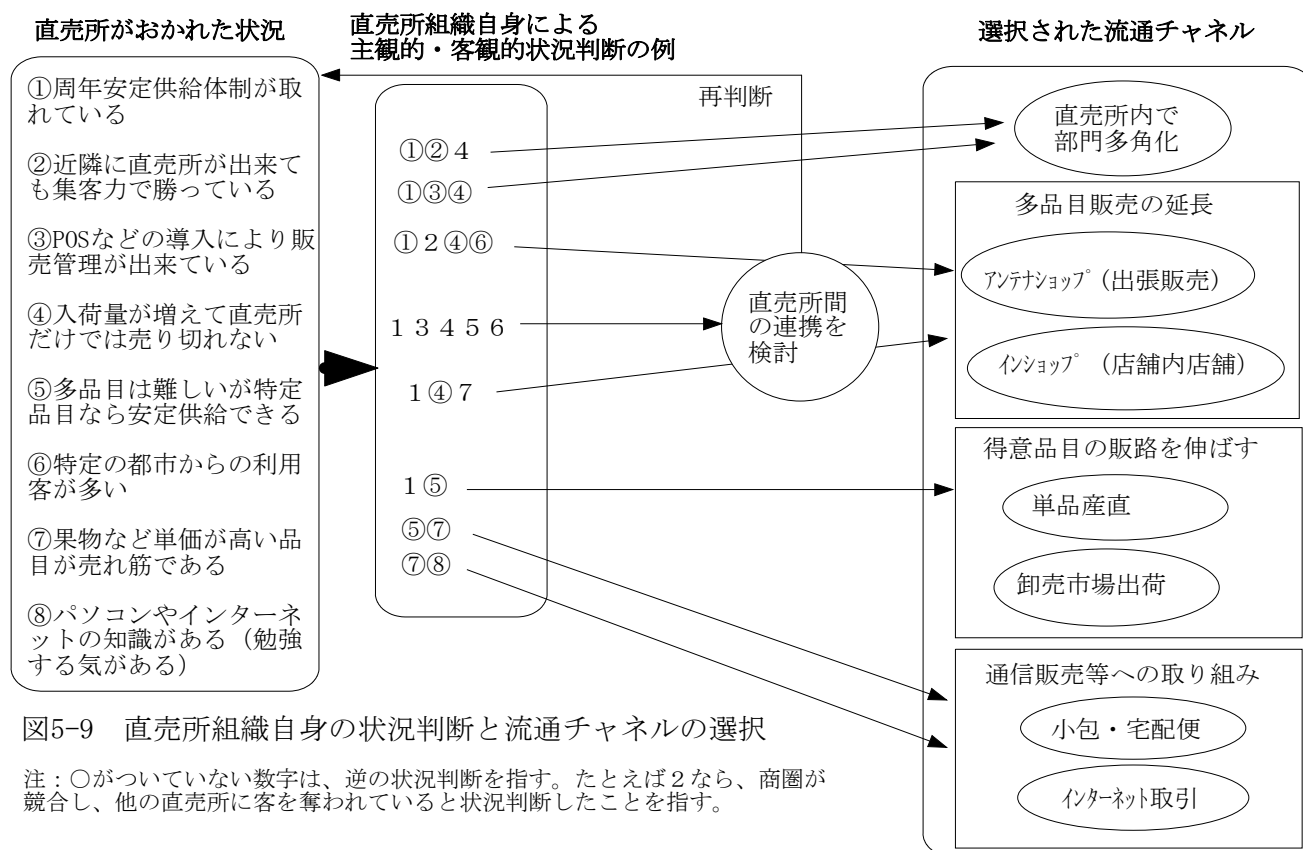 直売所がおかれた状況
①周年安定供給体制が取
れている
②近隣に直売所が出来て
も集客力で勝っている
③POSなどの導入により販
売管理が出来ている
④入荷量が増えて直売所
だけでは売り切れない
⑤多品目は難しいが特定
品目なら安定供給できる
⑥特定の都市からの利用
客が多い
⑦果物など単価が高い品
目が売れ筋である
⑧パソコンやインターネ
ットの知識がある（勉強
する気がある）
直売所組織自身による
主観的・客観的状況判断の例
①②４
①③④
①２④⑥
１３４５６
１④７
１⑤
⑤⑦
⑦⑧
再判断
直売所間
の連携を
検討
選択された流通チャネル
直売所内で
部門多角化
多品目販売の延長
ｱﾝﾃﾅｼｮｯﾌﾟ（出張販売）
ｲﾝｼｮｯﾌﾟ （店舗内店舗）
得意品目の販路を伸ばす
単品産直
卸売市場出荷
通信販売等への取り組み
小包・宅配便
ｲﾝﾀｰﾈｯﾄ取引
図5-9　直売所組織自身の状況判断と流通チャネルの選択
注：○がついていない数字は、逆の状況判断を指す。たとえば２なら、商圏が
競合し、他の直売所に客を奪われていると状況判断したことを指す。